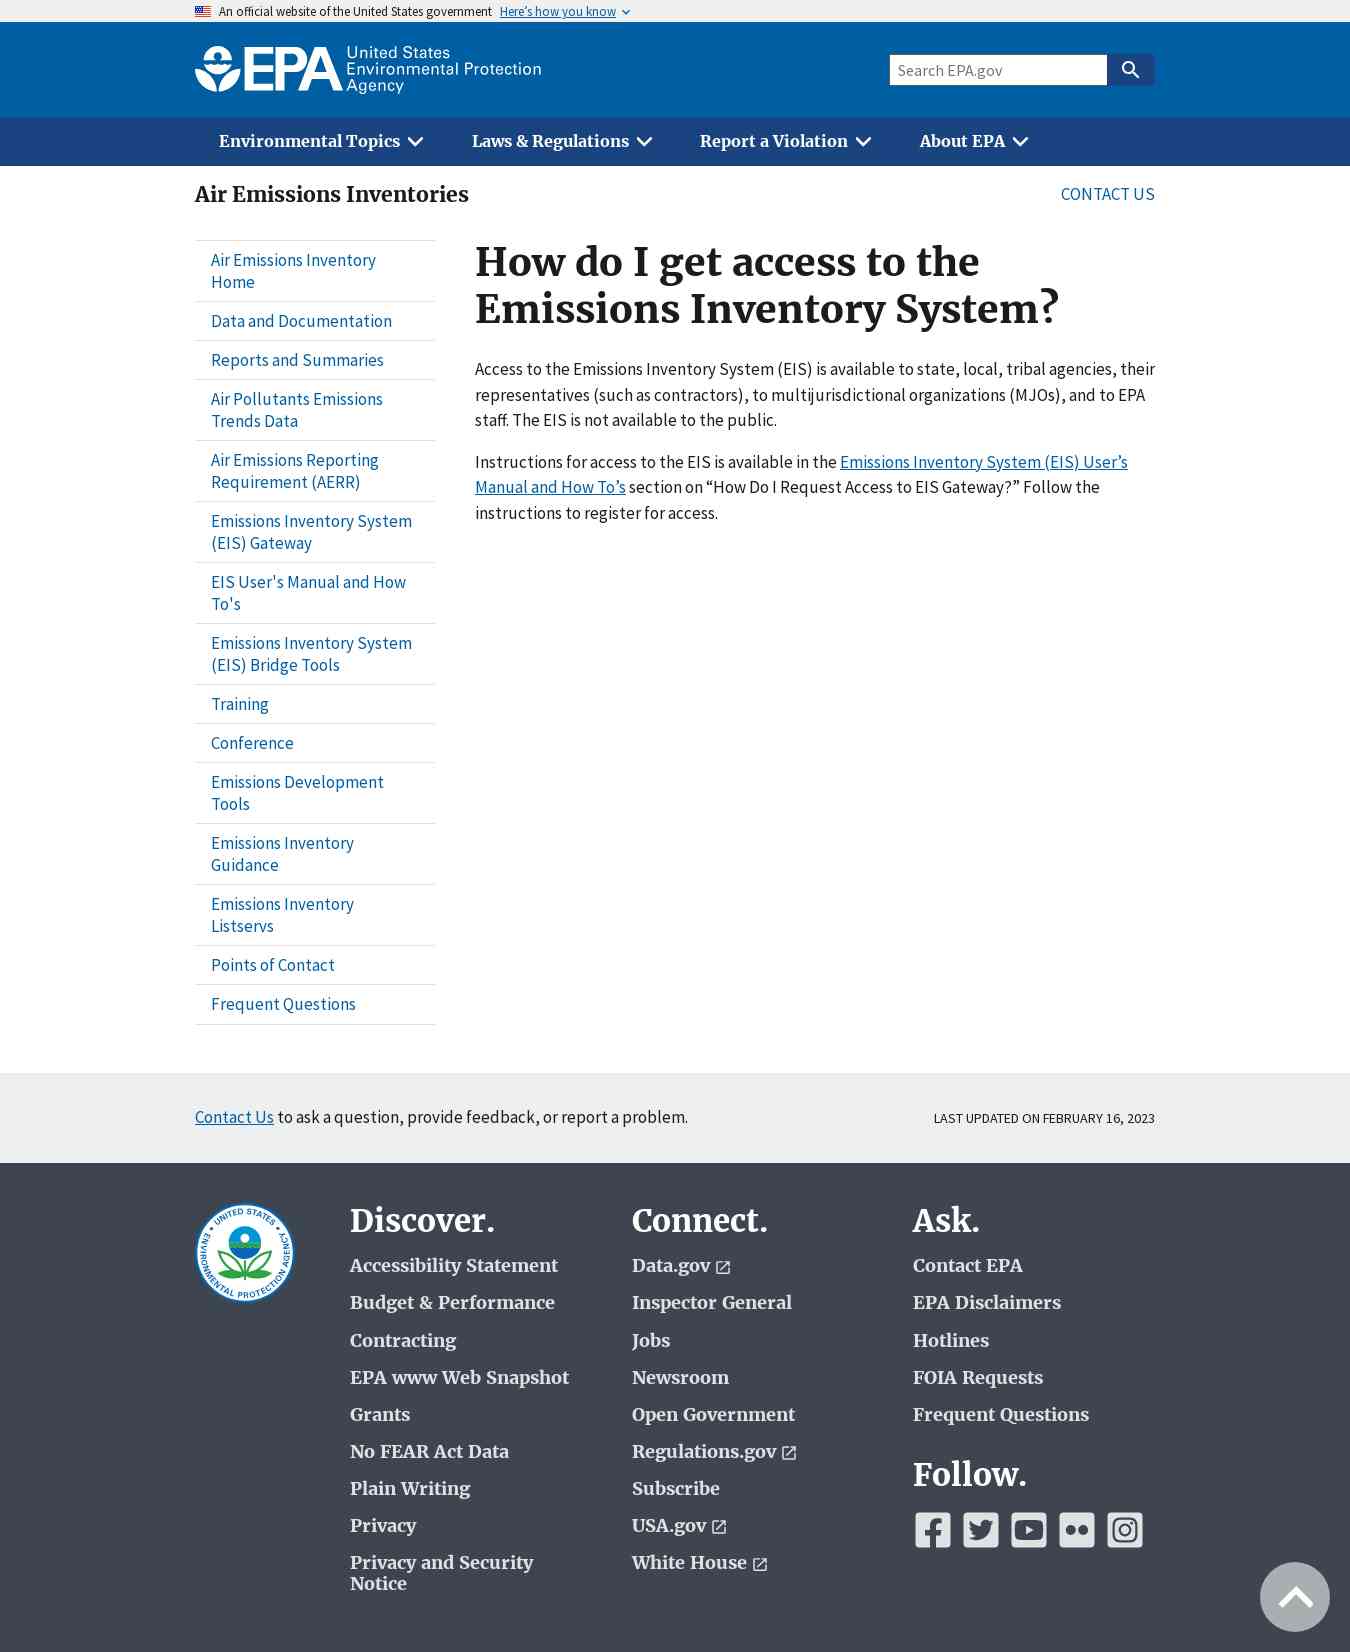 An official website of the United States government Here’s how you know
EPA United States
Environmental Protection
Agency
Search EPA.gov
Environmental Topics
Laws & Regulations
Report a Violation
About EPA
Air Emissions Inventories
CONTACT US
Air Emissions Inventory
Home
Data and Documentation
Reports and Summaries
Air Pollutants Emissions
Trends Data
Air Emissions Reporting
Requirement (AERR)
Emissions Inventory System
(EIS) Gateway
EIS User's Manual and How
To's
Emissions Inventory System
(EIS) Bridge Tools
Training
Conference
Emissions Development
Tools
Emissions Inventory
Guidance
Emissions Inventory
Listservs
Points of Contact
Frequent Questions
How do I get access to the
Emissions Inventory System?
Access to the Emissions Inventory System (EIS) is available to state, local, tribal agencies, their
representatives (such as contractors), to multijurisdictional organizations (MJOs), and to EPA
staff. The EIS is not available to the public.
Instructions for access to the EIS is available in the Emissions Inventory System (EIS) User’s
Manual and How To’s section on “How Do I Request Access to EIS Gateway?” Follow the
instructions to register for access.
Contact Us to ask a question, provide feedback, or report a problem.
LAST UPDATED ON FEBRUARY 16, 2023
UNITED STATES
ENVIRONMENTAL PROTECTION AGENCY
Discover.
Accessibility Statement
Budget & Performance
Contracting
EPA www Web Snapshot
Grants
No FEAR Act Data
Plain Writing
Privacy
Privacy and Security
Notice
Connect.
Data.gov
Inspector General
Jobs
Newsroom
Open Government
Regulations.gov
Subscribe
USA.gov
White House
Ask.
Contact EPA
EPA Disclaimers
Hotlines
FOIA Requests
Frequent Questions
Follow.